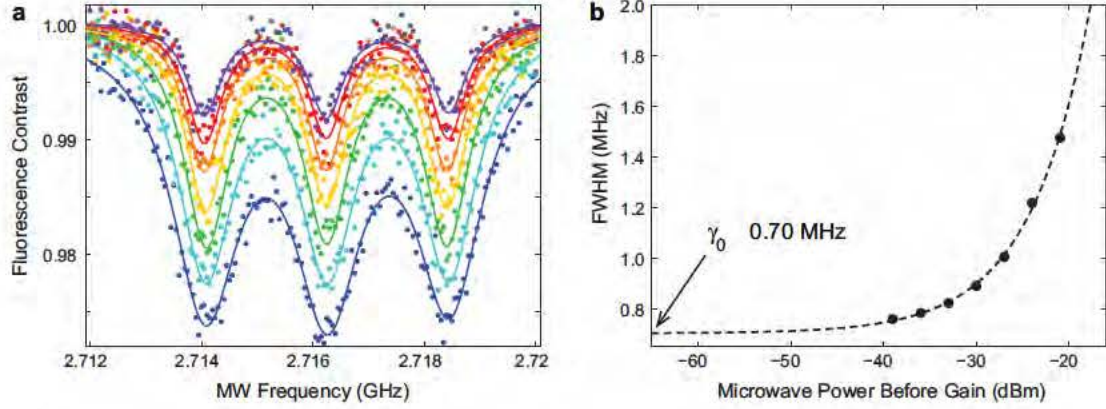 a
1.00
0.99
0.98
Fluorescence Contrast
2.712 2.714 2.716 2.718 2.72
MW Frequency (GHz)
b
2.0
1.8
1.6
1.4
1.2
1.0
0.8
FWHM (MHz)
γ0 0.70 MHz
−60 −50 −40 −30 −20
Microwave Power Before Gain (dBm)